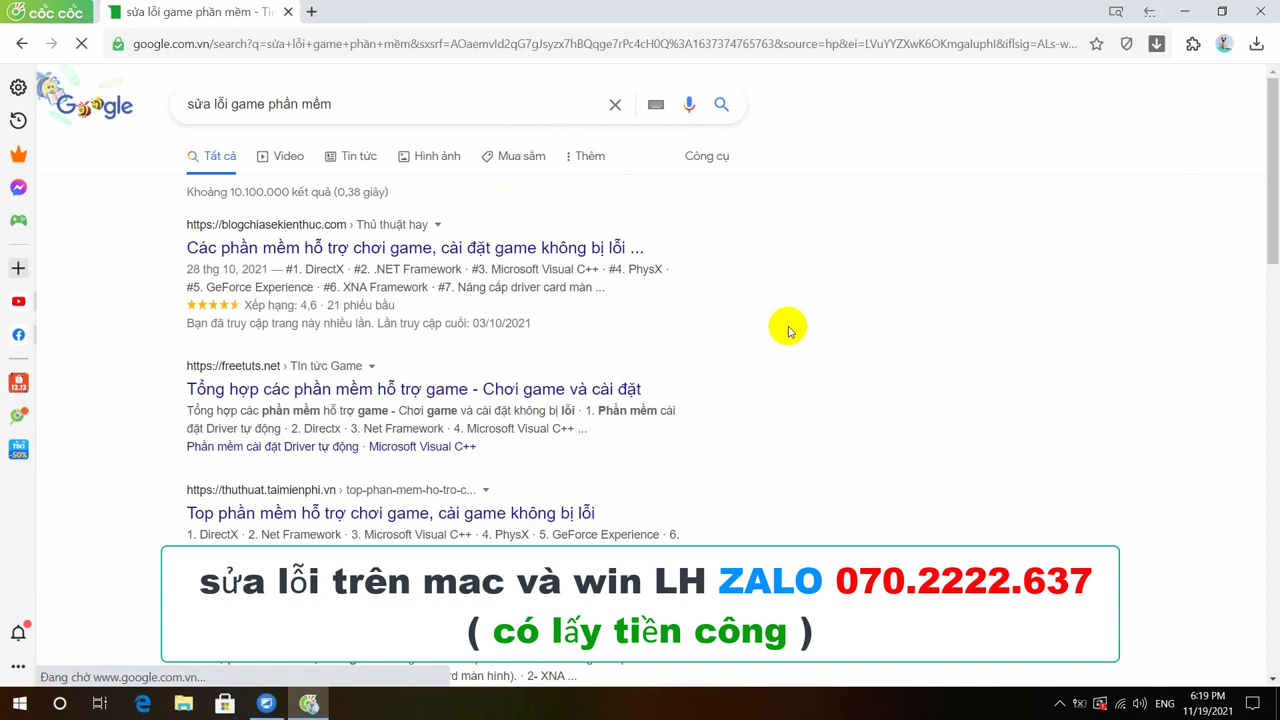 cốc cốc
sửa lỗi game phần mềm - Tìn
google.com.vn/search?q=sửa+lỗi+game+phần+mềm&sxsrf=AOaemvId2qG7gJsyzx7hBQqge7rPc4cH0Q%3A1637374765763&source=hp&ei=LVuYYZXwK6OKmgaluphI&iflsig=ALs-w...
Google
sửa lỗi game phần mềm
Tất cả
Video
Tin tức
Hình ảnh
Mua sắm
Thêm
Công cụ
Khoảng 10.100.000 kết quả (0,38 giây)
https://blogchiasekienthuc.com › Thủ thuật hay
Các phần mềm hỗ trợ chơi game, cài đặt game không bị lỗi ...
28 thg 10, 2021 — #1. DirectX · #2. .NET Framework · #3. Microsoft Visual C++ · #4. PhysX ·
#5. GeForce Experience · #6. XNA Framework · #7. Nâng cấp driver card màn ...
Xếp hạng: 4,6 · 21 phiếu bầu
Bạn đã truy cập trang này nhiều lần. Lần truy cập cuối: 03/10/2021
https://freetuts.net › TIn tức Game
Tổng hợp các phần mềm hỗ trợ game - Chơi game và cài đặt
Tổng hợp các phần mềm hỗ trợ game - Chơi game và cài đặt không bị lỗi · 1. Phần mềm cài
đặt Driver tự động · 2. Directx · 3. Net Framework · 4. Microsoft Visual C++ ...
Phần mềm cài đặt Driver tự động · Microsoft Visual C++
https://thuthuat.taimienphi.vn › top-phan-mem-ho-tro-c...
Top phần mềm hỗ trợ chơi game, cài game không bị lỗi
1. DirectX · 2. Net Framework · 3. Microsoft Visual C++ · 4. PhysX · 5. GeForce Experience · 6.
sửa lỗi trên mac và win LH ZALO 070.2222.637
( có lấy tiền công )
Đang chờ www.google.com.vn...
rd màn hình). · 2- XNA ...
12.12
TIKI
-50%
ENG
6:19 PM
11/19/2021